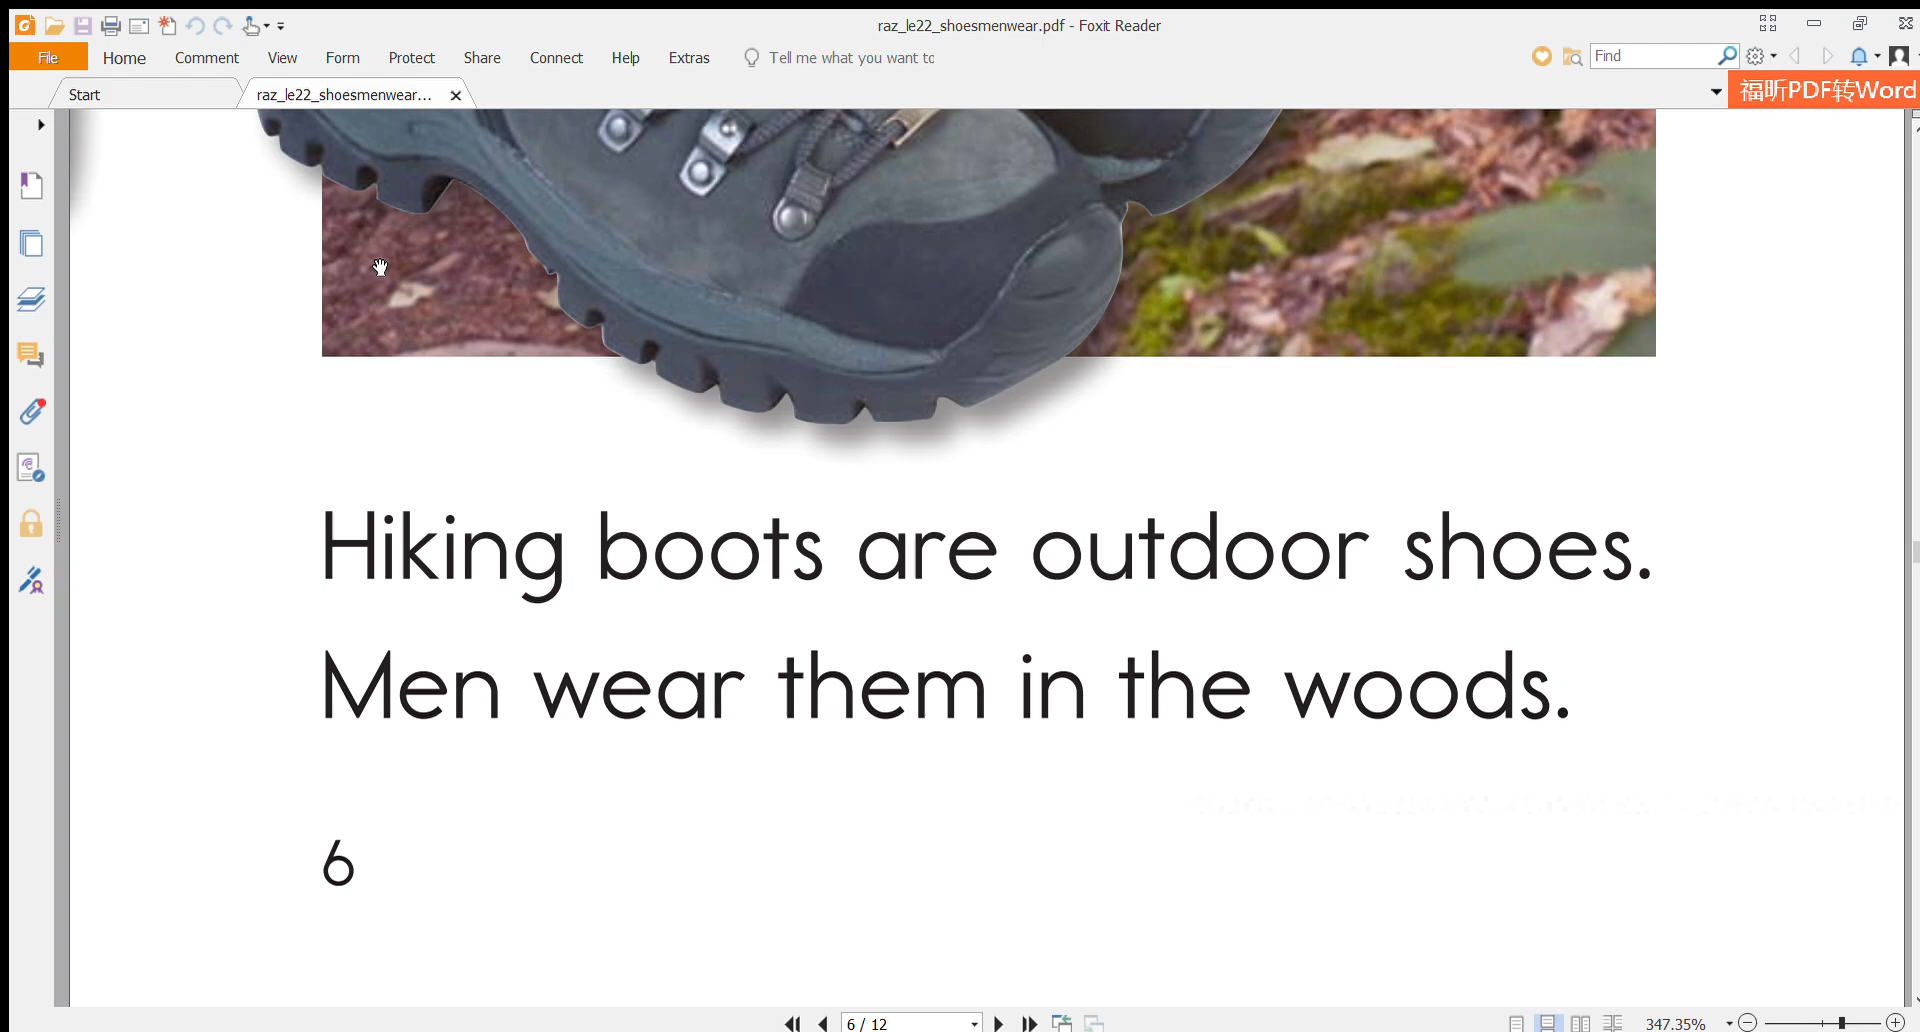 raz_le22_shoesmenwear.pdf - Foxit Reader
File Home Comment View Form Protect Share Connect Help Extras Tell me what you want to Find
Start raz_le22_shoesmenwear... 福昕PDF转Word
Hiking boots are outdoor shoes.
Men wear them in the woods.
6
6 / 12 347.35%